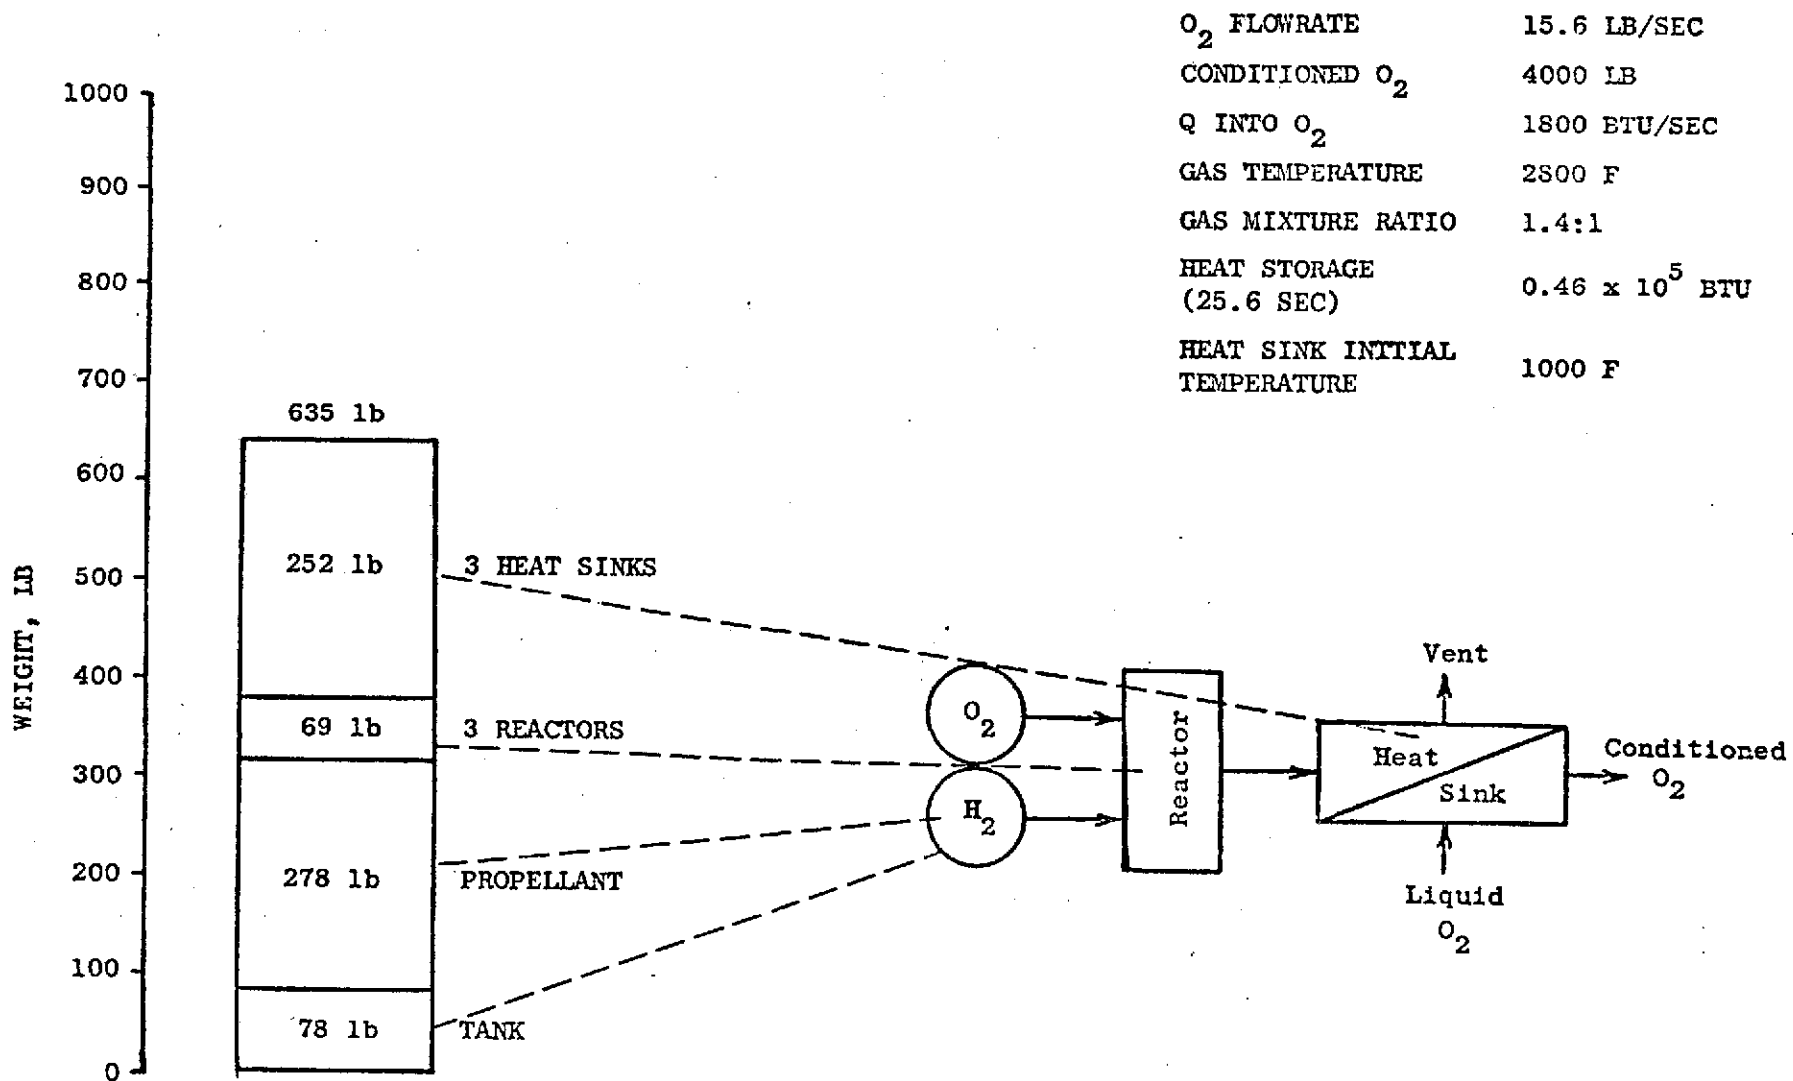 O2 FLOWRATE 15.6 LB/SEC
CONDITIONED O2 4000 LB
Q INTO O2 1800 BTU/SEC
GAS TEMPERATURE 2800 F
GAS MIXTURE RATIO 1.4:1
HEAT STORAGE
(25.6 SEC) 0.46 x 10^5 BTU
HEAT SINK INITIAL
TEMPERATURE 1000 F
WEIGHT, LB
1000
900
800
700
600
500
400
300
200
100
0
635 lb
252 lb
69 lb
278 lb
78 lb
3 HEAT SINKS
3 REACTORS
PROPELLANT
TANK
O2
H2
Reactor
Vent
Heat
Sink
Conditioned
O2
Liquid
O2